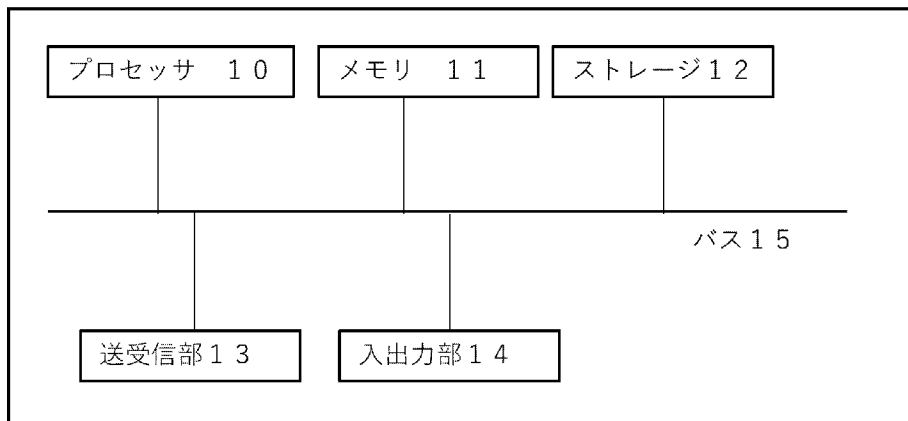 プロセッサ　１０
メモリ　１１
ストレージ１２
バス１５
送受信部１３
入出力部１４